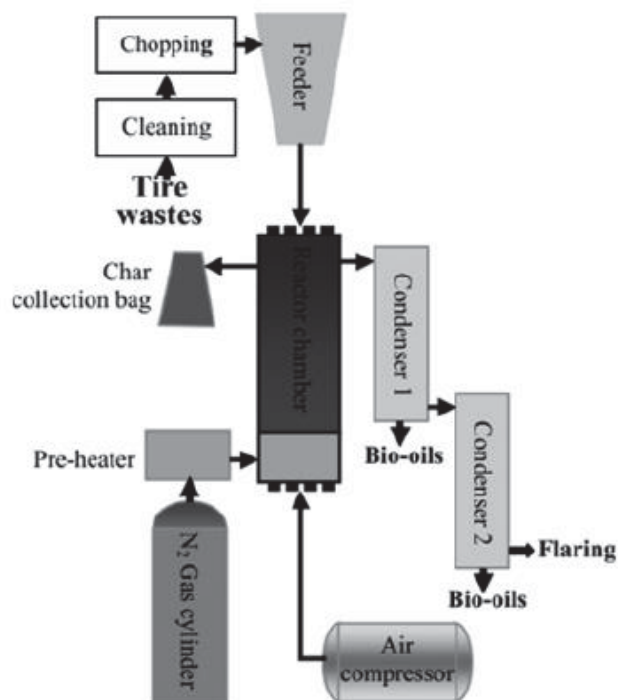 Chopping
Feeder
Cleaning
Tire
wastes
Reactor chamber
Char
collection bag
Condenser 1
Pre-heater
Bio-oils
Condenser 2
N₂ Gas cylinder
Flaring
Bio-oils
Air
compressor